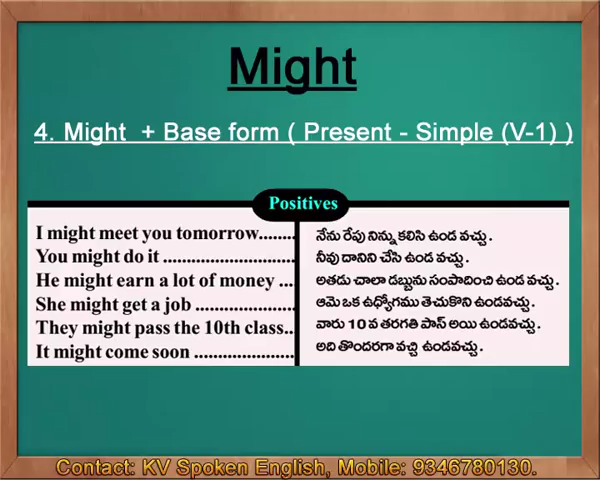 Might
4. Might + Base form ( Present - Simple (V-1) )
Positives
I might meet you tomorrow........ నేను రేపు నిన్ను కలిసి ఉండ వచ్చు.
You might do it ............................. నీవు దానిని చేసి ఉండ వచ్చు.
He might earn a lot of money .... అతడు చాలా డబ్బును సంపాదించి ఉండ వచ్చు.
She might get a job ...................... ఆమె ఒక ఉధ్యోగము తెచుకొని ఉండవచ్చు.
They might pass the 10th class.. వారు 10 వ తరగతి పాస్ అయి ఉండవచ్చు.
It might come soon ...................... అది తొందరగా వచ్చి ఉండవచ్చు.
Contact: KV Spoken English, Mobile: 9346780130.